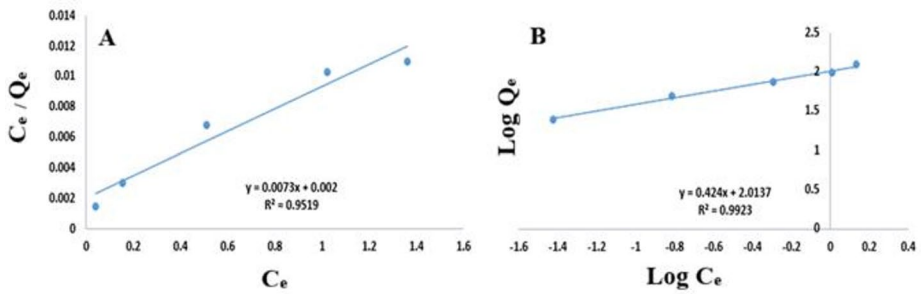 A
Ce / Qe
0.014
0.012
0.01
0.008
0.006
0.004
0.002
0
y = 0.0073x + 0.002
R² = 0.9519
0 0.2 0.4 0.6 0.8 1 1.2 1.4 1.6
Ce
B
Log Qe
2.5
2
1.5
1
0.5
0
y = 0.424x + 2.0137
R² = 0.9923
-1.6 -1.4 -1.2 -1 -0.8 -0.6 -0.4 -0.2 0 0.2 0.4
Log Ce